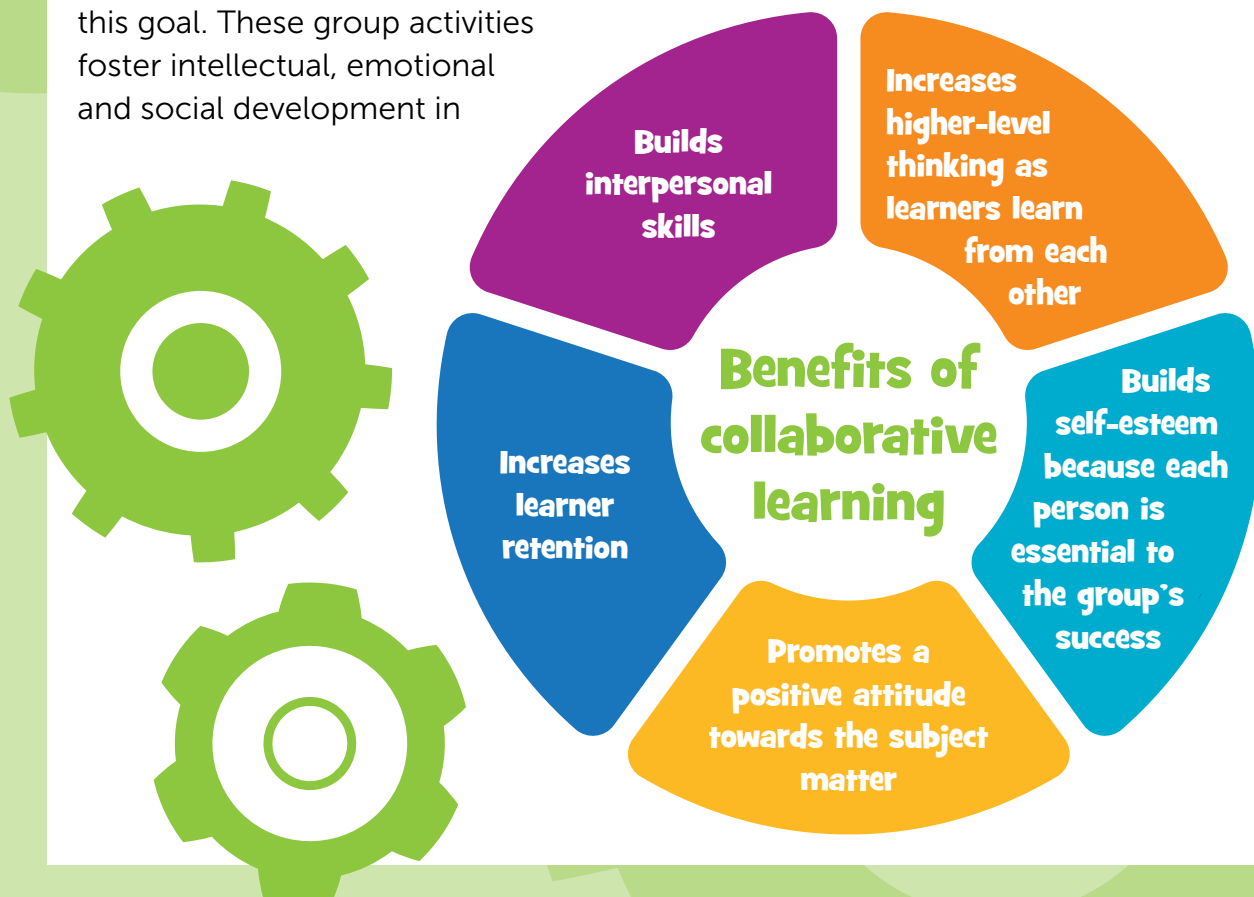 this goal. These group activities
foster intellectual, emotional
and social development in
Builds
interpersonal
skills
Increases
higher-level
thinking as
learners learn
from each
other
Benefits of
collaborative
learning
Builds
self-esteem
because each
person is
essential to
the group's
success
Increases
learner
retention
Promotes a
positive attitude
towards the subject
matter